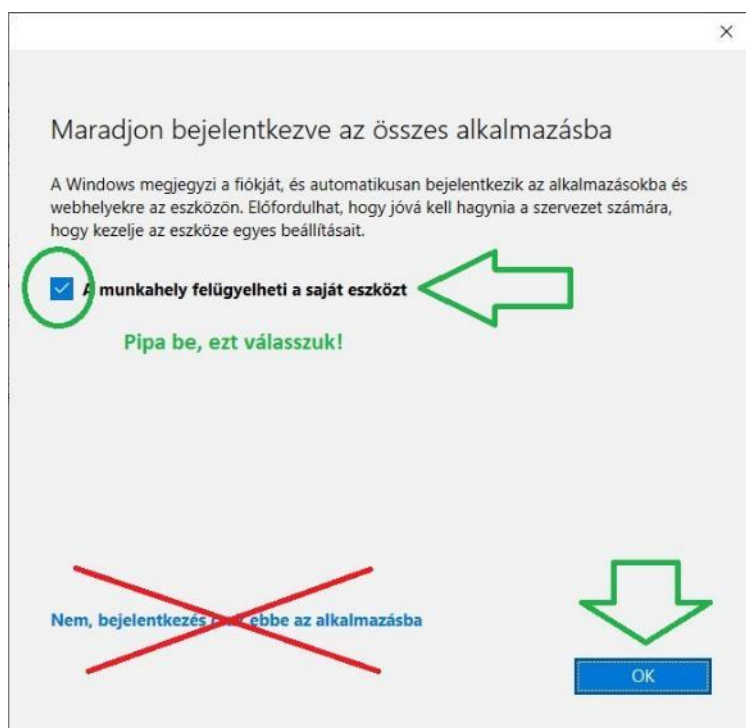 Maradjon bejelentkezve az összes alkalmazásba
A Windows megjegyzi a fiókját, és automatikusan bejelentkezik az alkalmazásokba és
webhelyekre az eszközön. Előfordulhat, hogy jóvá kell hagynia a szervezet számára,
hogy kezelje az eszköze egyes beállításait.
A munkahely felügyelheti a saját eszközt
Pipa be, ezt válasszuk!
Nem, bejelentkezés csak ebbe az alkalmazásba
OK